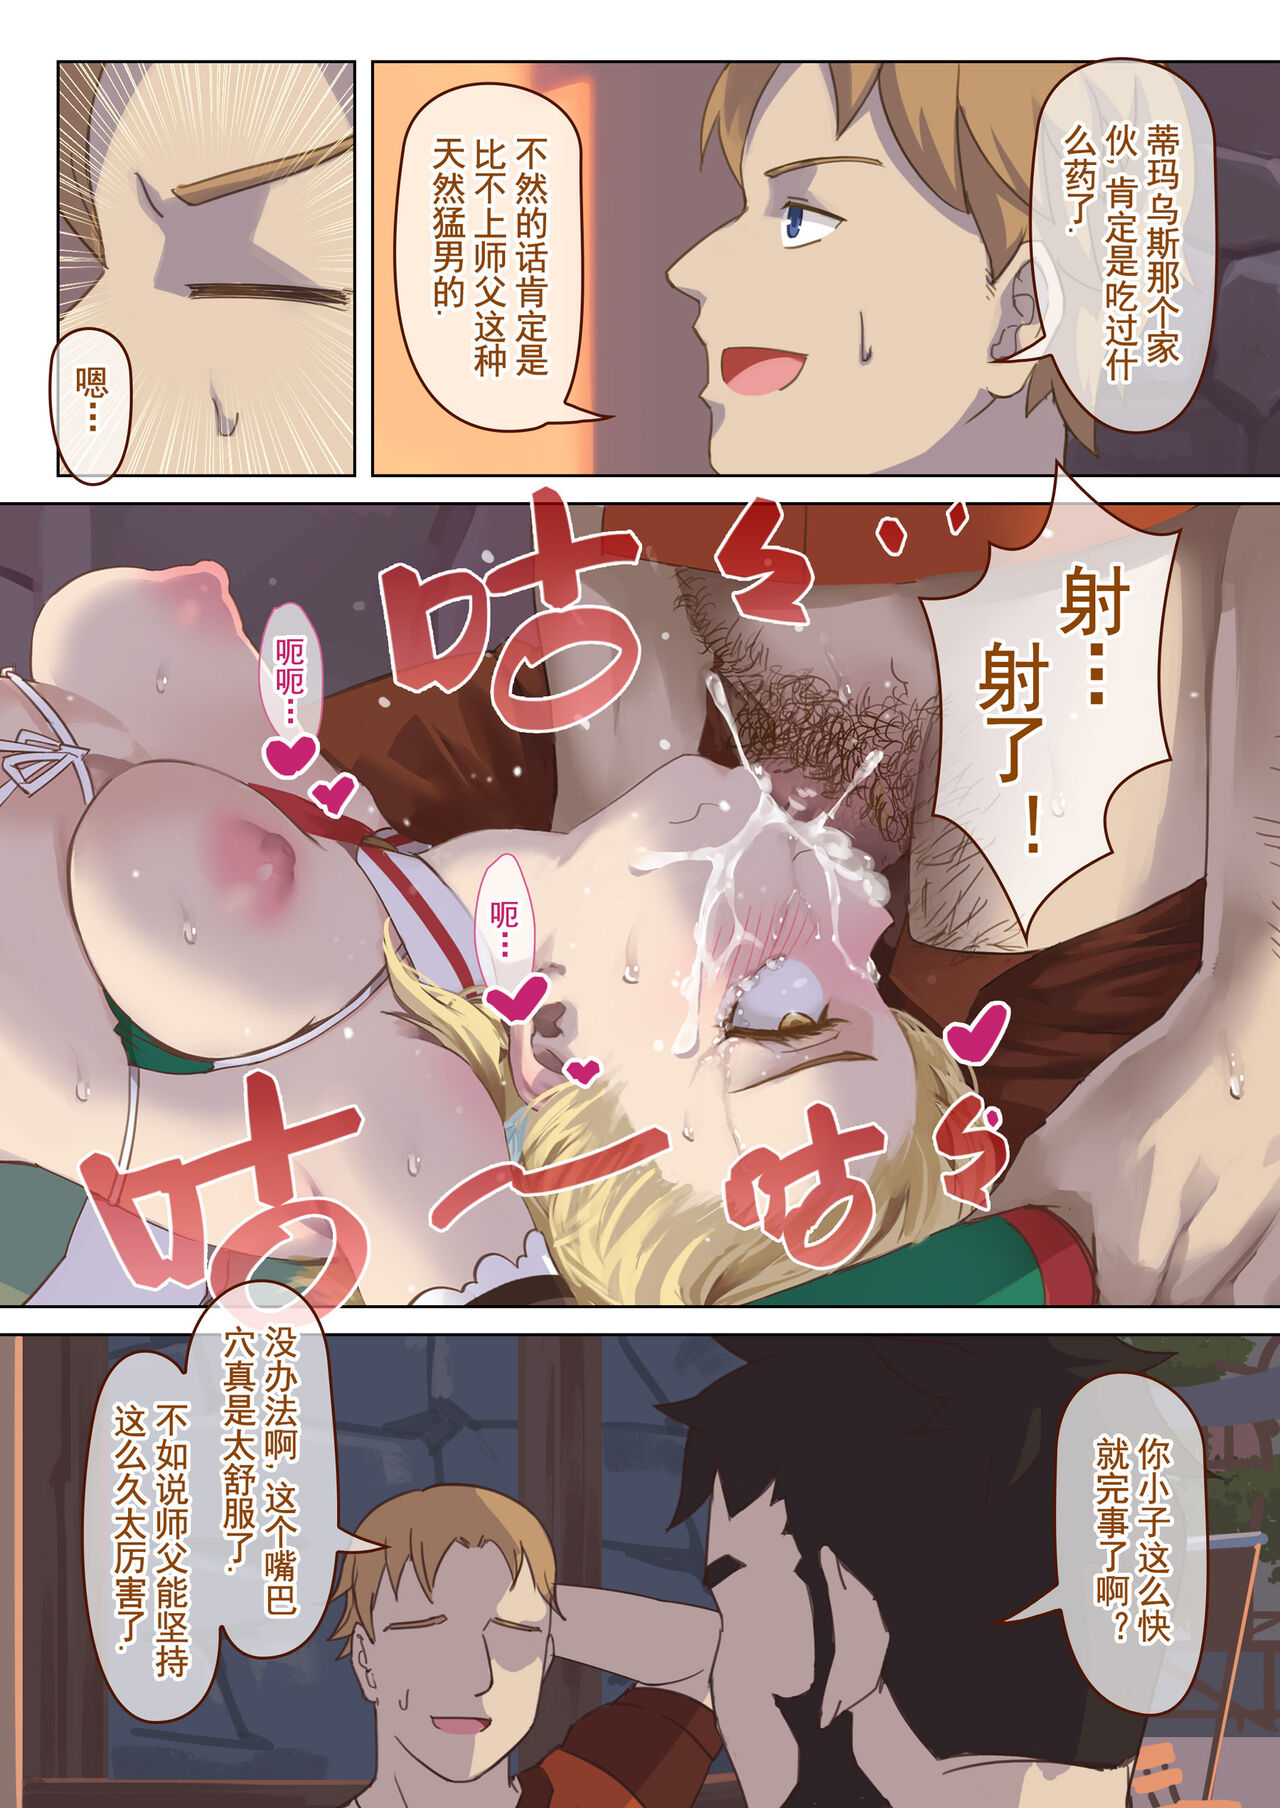 蒂玛乌斯那个家
伙，肯定是吃过什
么药了.
不然的话肯定是
比不上师父这种
天然猛男的.
嗯…
射…
射了！
咕
呃呃…
呃…
咕
咕
一
你小子这么快
就完事了啊？
没办法啊，这个嘴巴
穴真是太舒服了.
不如说师父能坚持
这么久太厉害了.